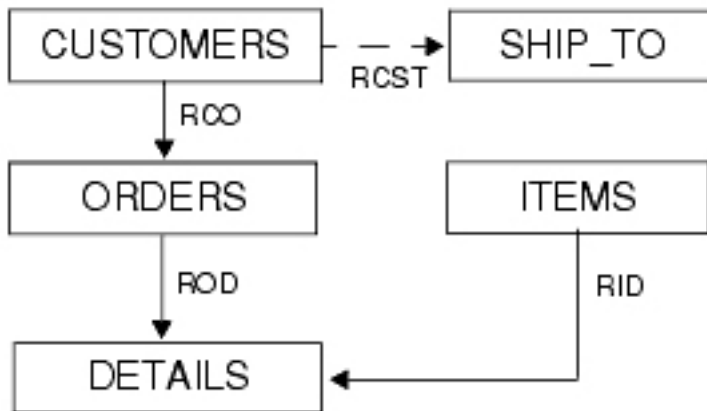 CUSTOMERS
SHIP_TO
RCST
RCO
ORDERS
ITEMS
ROD
RID
DETAILS